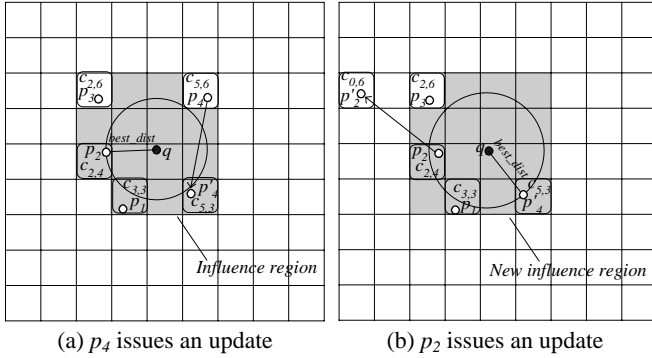 c2,6
p3
c5,6
p4
best_dist
p2
c2,4
q
c3,3
p1
p'4
c5,3
Influence region
(a) p4 issues an update
c0,6
p'2
c2,6
p3
p2
c2,4
q
best_dist
c3,3
p1
c5,3
p'4
New influence region
(b) p2 issues an update